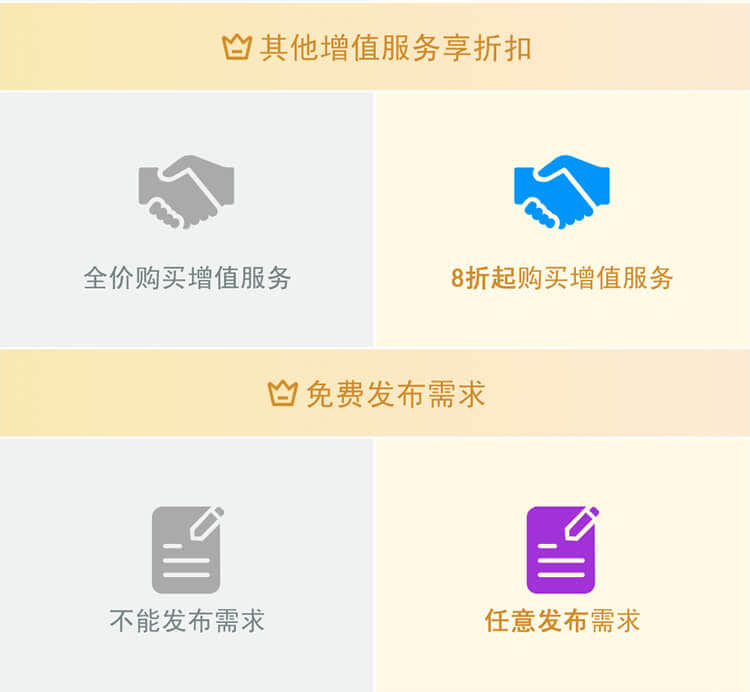 其他增值服务享折扣
全价购买增值服务
8折起购买增值服务
免费发布需求
不能发布需求
任意发布需求